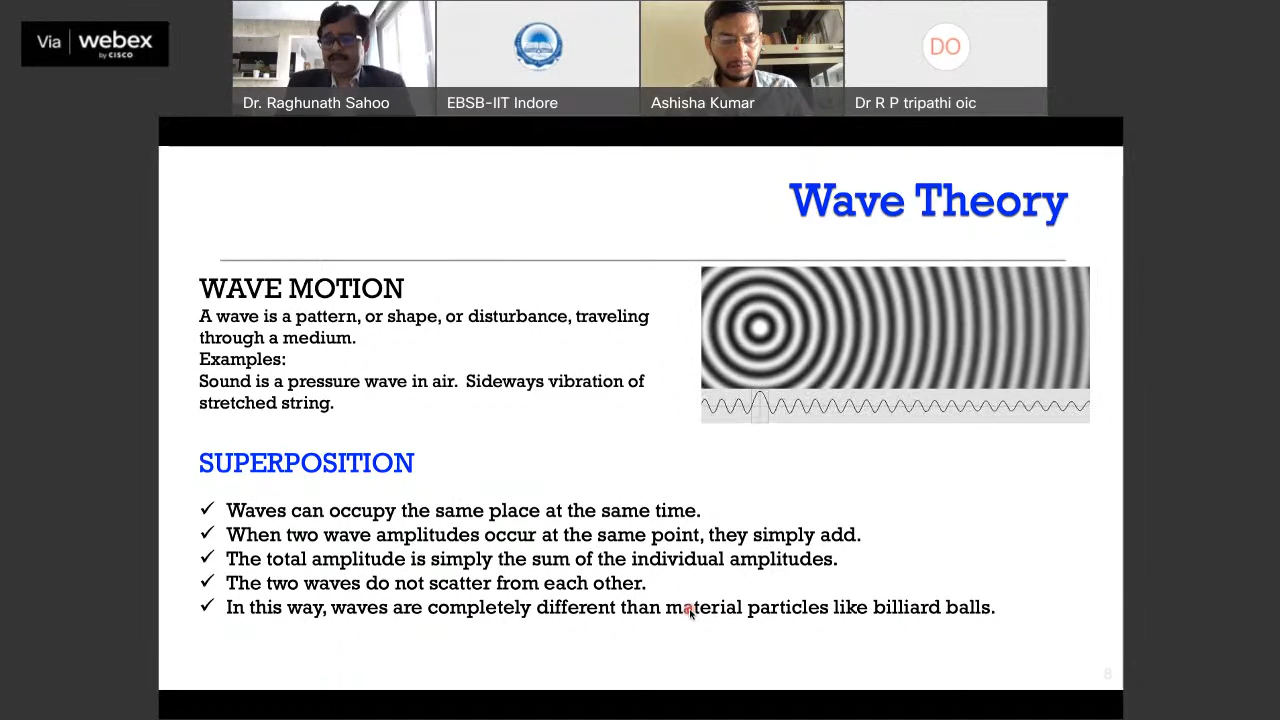 Via webex
by CISCO
DO
Dr. Raghunath Sahoo
EBSB-IIT Indore
Ashisha Kumar
Dr R P tripathi oic
Wave Theory
WAVE MOTION
A wave is a pattern, or shape, or disturbance, traveling
through a medium.
Examples:
Sound is a pressure wave in air. Sideways vibration of
stretched string.
SUPERPOSITION
✓ Waves can occupy the same place at the same time.
✓ When two wave amplitudes occur at the same point, they simply add.
✓ The total amplitude is simply the sum of the individual amplitudes.
✓ The two waves do not scatter from each other.
✓ In this way, waves are completely different than material particles like billiard balls.
8